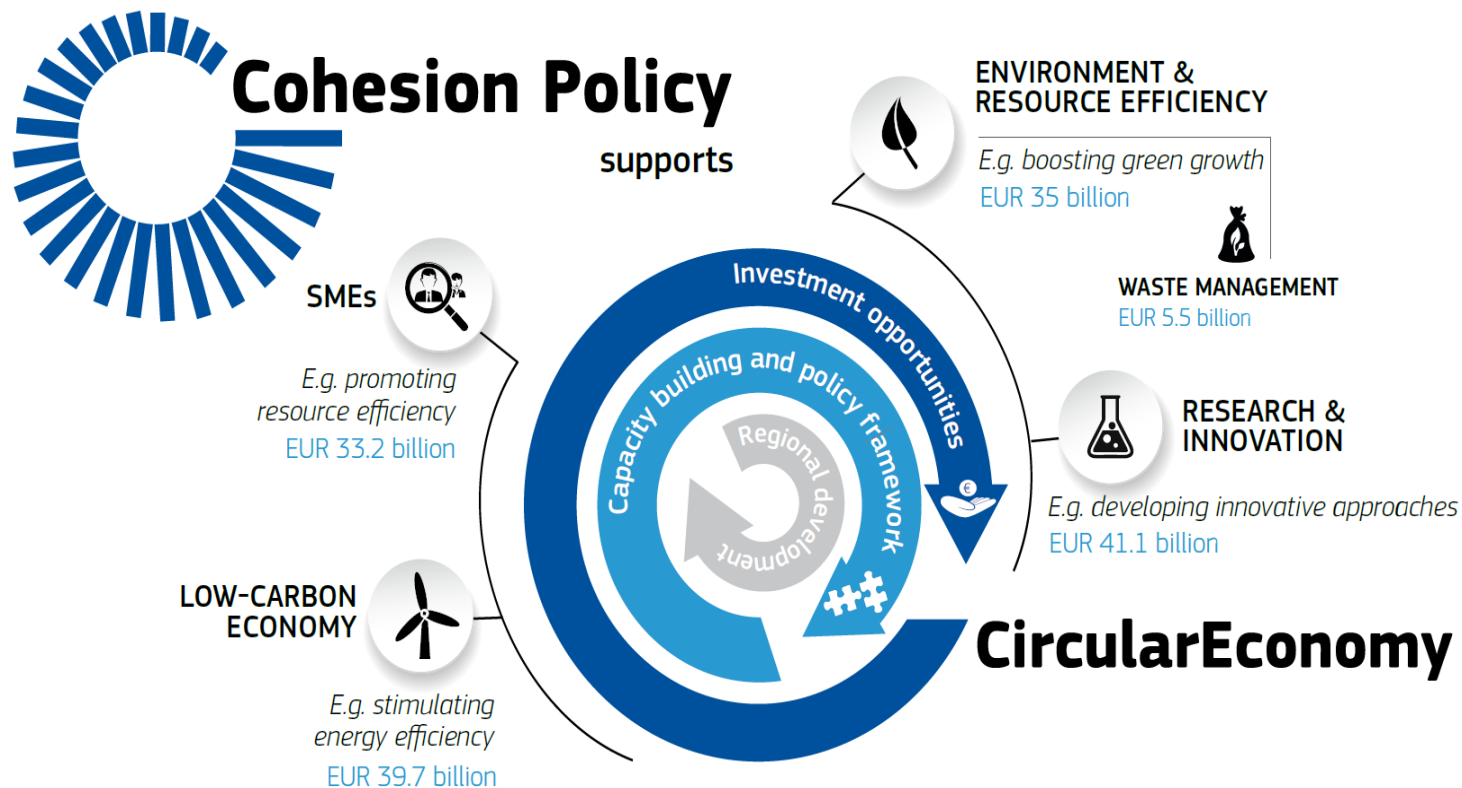 Cohesion Policy
supports
ENVIRONMENT &
RESOURCE EFFICIENCY
E.g. boosting green growth
EUR 35 billion
WASTE MANAGEMENT
EUR 5.5 billion
SMEs
E.g. promoting
resource efficiency
EUR 33.2 billion
Investment opportunities
€
Capacity building and policy framework
Regional development
RESEARCH &
INNOVATION
E.g. developing innovative approaches
EUR 41.1 billion
LOW-CARBON
ECONOMY
E.g. stimulating
energy efficiency
EUR 39.7 billion
CircularEconomy